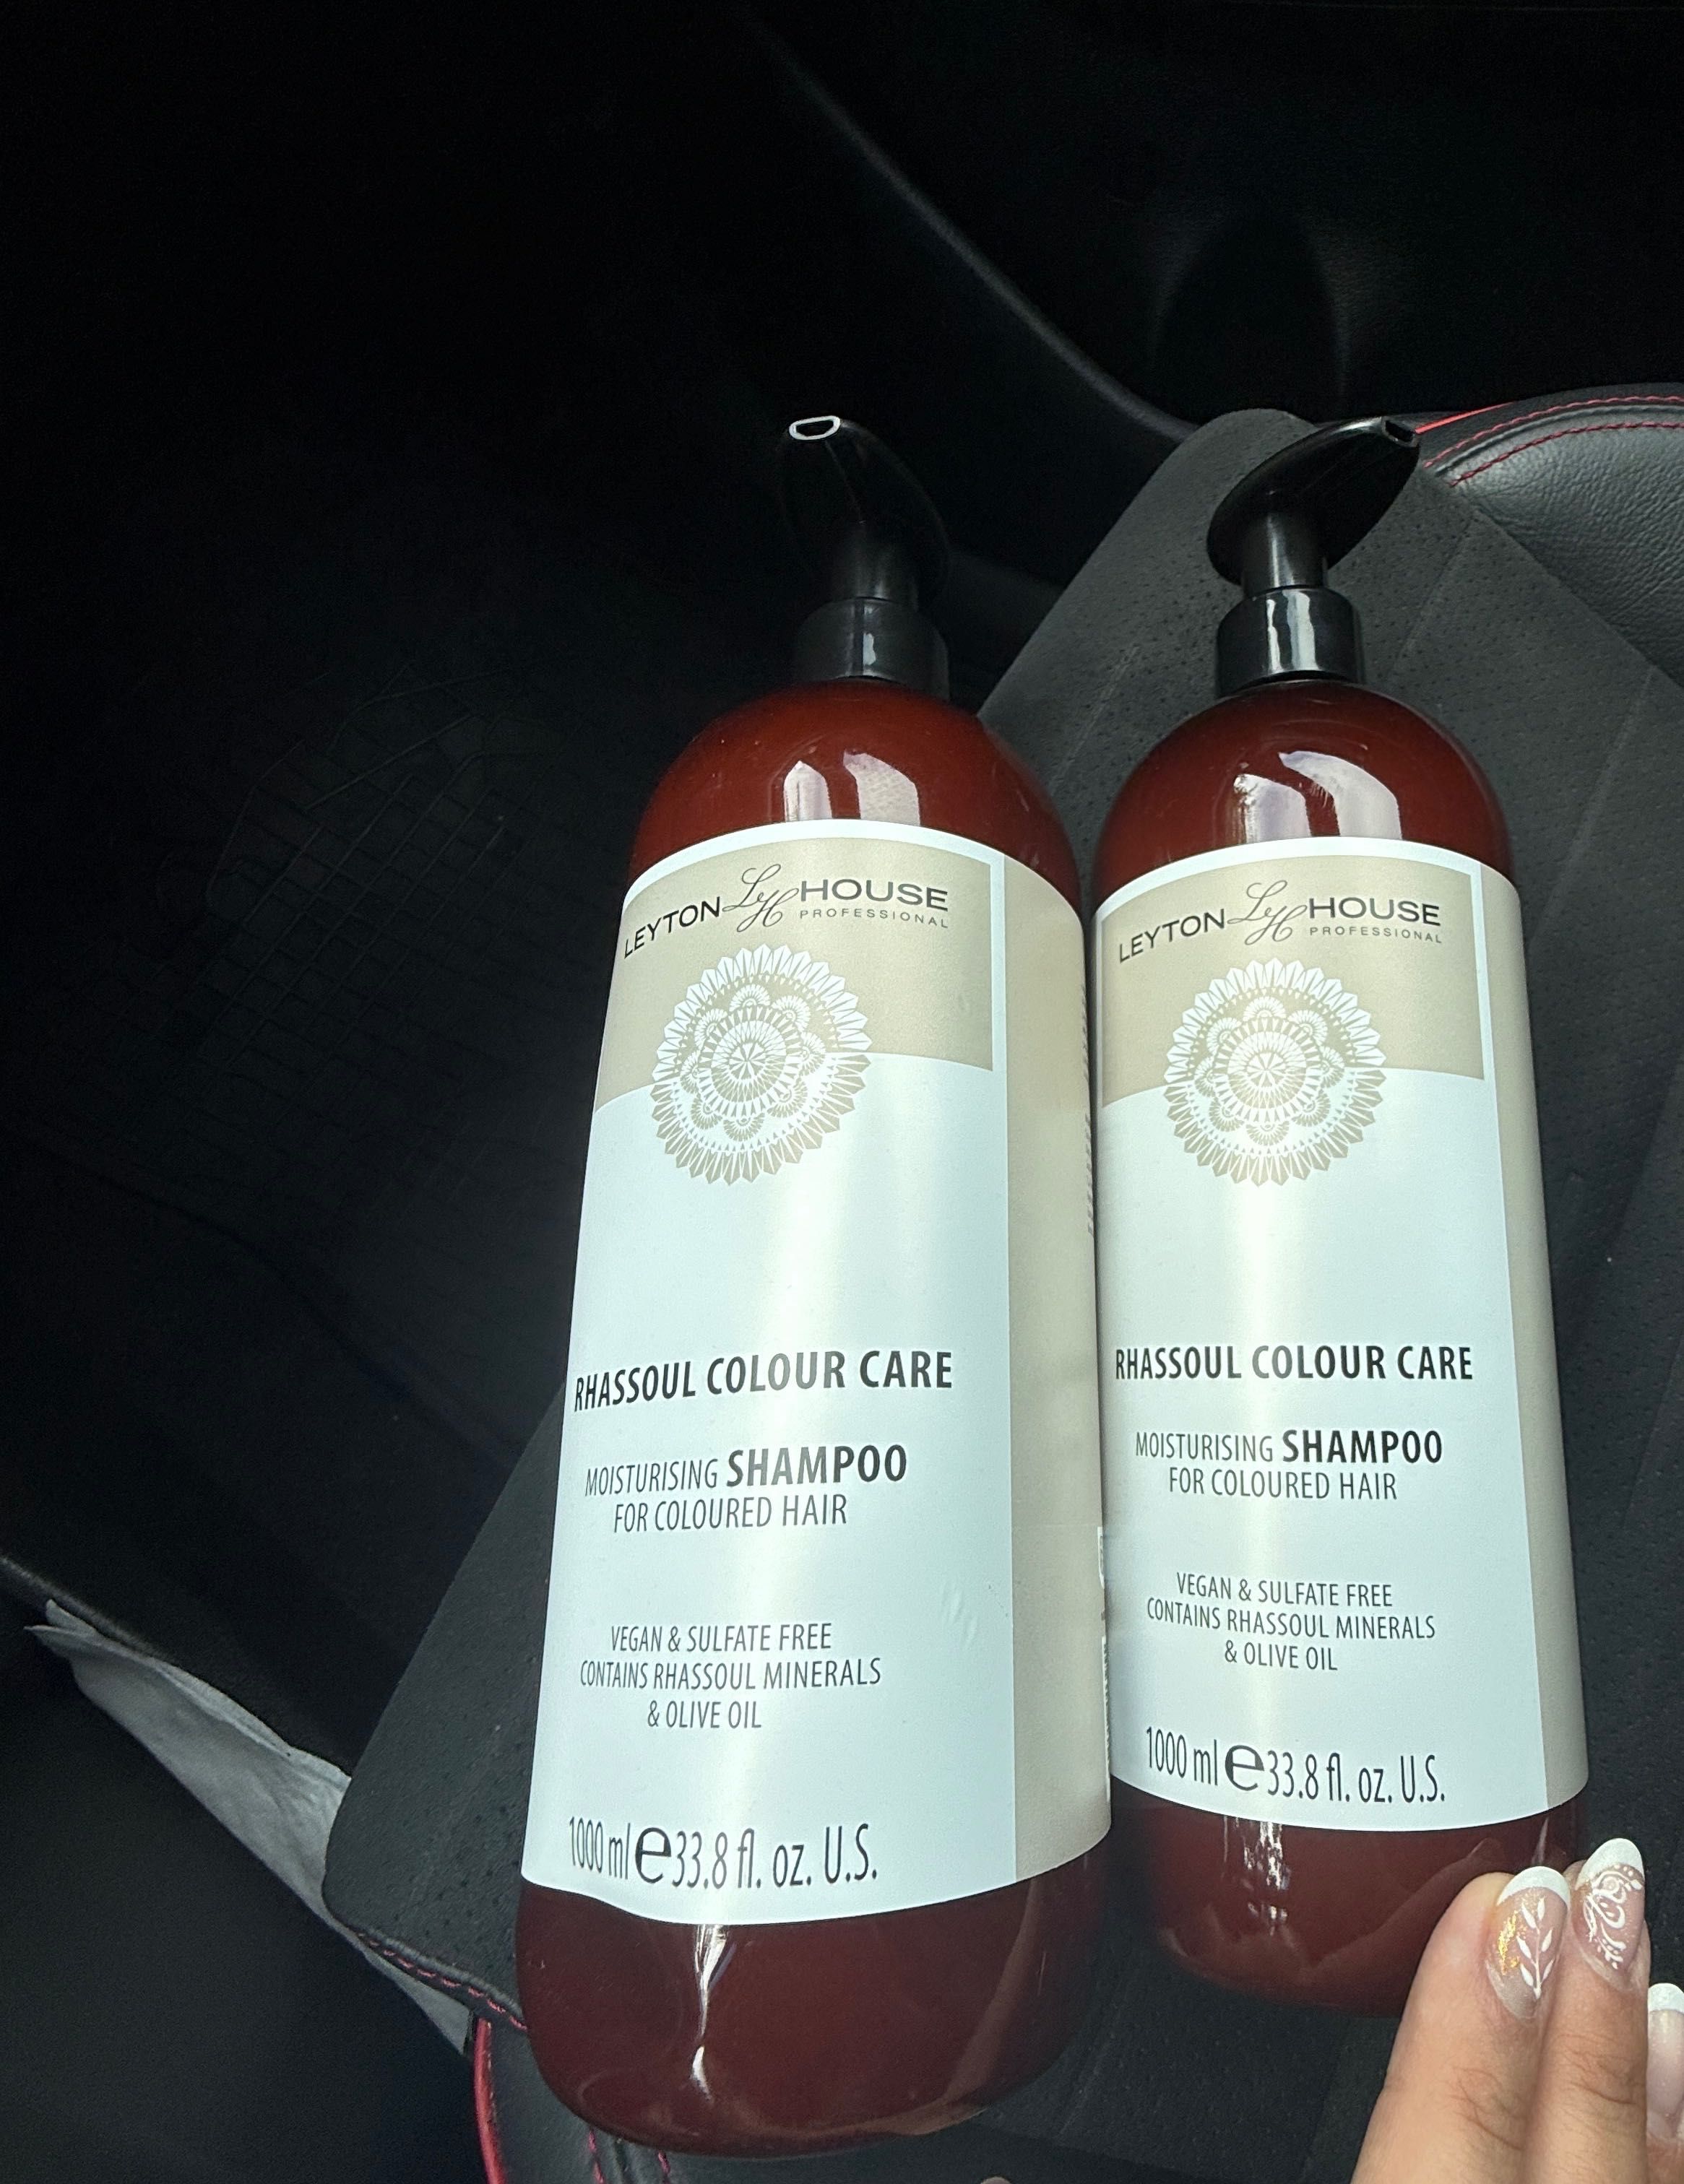 LEYTON LyH HOUSE
PROFESSIONAL
RHASSOUL COLOUR CARE
MOISTURISING SHAMPOO
FOR COLOURED HAIR
VEGAN & SULFATE FREE
CONTAINS RHASSOUL MINERALS
& OLIVE OIL
1000 ml e 33.8 fl. oz. U.S.
LEYTON LyH HOUSE
PROFESSIONAL
RHASSOUL COLOUR CARE
MOISTURISING SHAMPOO
FOR COLOURED HAIR
VEGAN & SULFATE FREE
CONTAINS RHASSOUL MINERALS
& OLIVE OIL
1000 ml e 33.8 fl. oz. U.S.